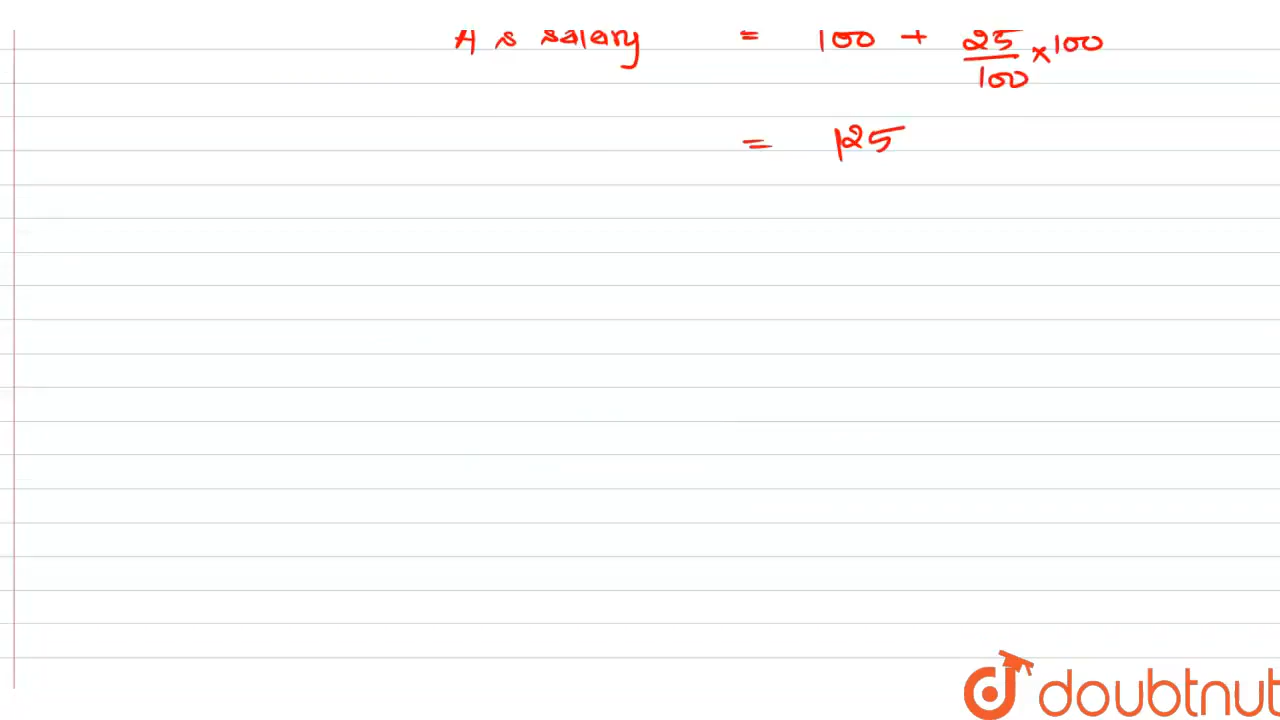 A s salary = 100 + 25/100 × 100
= 125
doubtnut